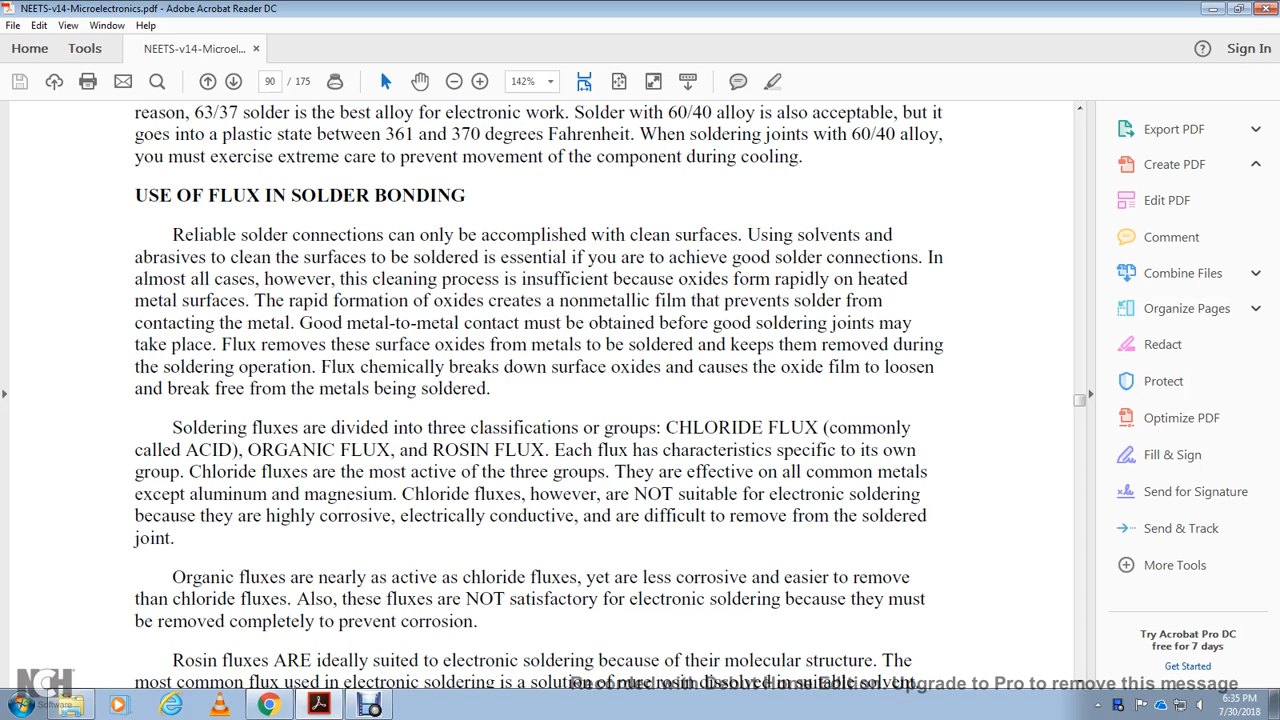 NEETS-v14-Microelectronics.pdf - Adobe Acrobat Reader DC
File Edit View Window Help
Home Tools NEETS-v14-Microel... × Sign In
90 / 175 142%
reason, 63/37 solder is the best alloy for electronic work. Solder with 60/40 alloy is also acceptable, but it
goes into a plastic state between 361 and 370 degrees Fahrenheit. When soldering joints with 60/40 alloy,
you must exercise extreme care to prevent movement of the component during cooling.
USE OF FLUX IN SOLDER BONDING
Reliable solder connections can only be accomplished with clean surfaces. Using solvents and
abrasives to clean the surfaces to be soldered is essential if you are to achieve good solder connections. In
almost all cases, however, this cleaning process is insufficient because oxides form rapidly on heated
metal surfaces. The rapid formation of oxides creates a nonmetallic film that prevents solder from
contacting the metal. Good metal-to-metal contact must be obtained before good soldering joints may
take place. Flux removes these surface oxides from metals to be soldered and keeps them removed during
the soldering operation. Flux chemically breaks down surface oxides and causes the oxide film to loosen
and break free from the metals being soldered.
Soldering fluxes are divided into three classifications or groups: CHLORIDE FLUX (commonly
called ACID), ORGANIC FLUX, and ROSIN FLUX. Each flux has characteristics specific to its own
group. Chloride fluxes are the most active of the three groups. They are effective on all common metals
except aluminum and magnesium. Chloride fluxes, however, are NOT suitable for electronic soldering
because they are highly corrosive, electrically conductive, and are difficult to remove from the soldered
joint.
Organic fluxes are nearly as active as chloride fluxes, yet are less corrosive and easier to remove
than chloride fluxes. Also, these fluxes are NOT satisfactory for electronic soldering because they must
be removed completely to prevent corrosion.
Rosin fluxes ARE ideally suited to electronic soldering because of their molecular structure. The
most common flux used in electronic soldering is a solution of pure rosin dissolved in suitable solvent.
Export PDF
Create PDF
Edit PDF
Comment
Combine Files
Organize Pages
Redact
Protect
Optimize PDF
Fill & Sign
Send for Signature
Send & Track
More Tools
Try Acrobat Pro DC
free for 7 days
Get Started
NCH Software
Upgrade to Pro to remove this message
6:35 PM
7/30/2018